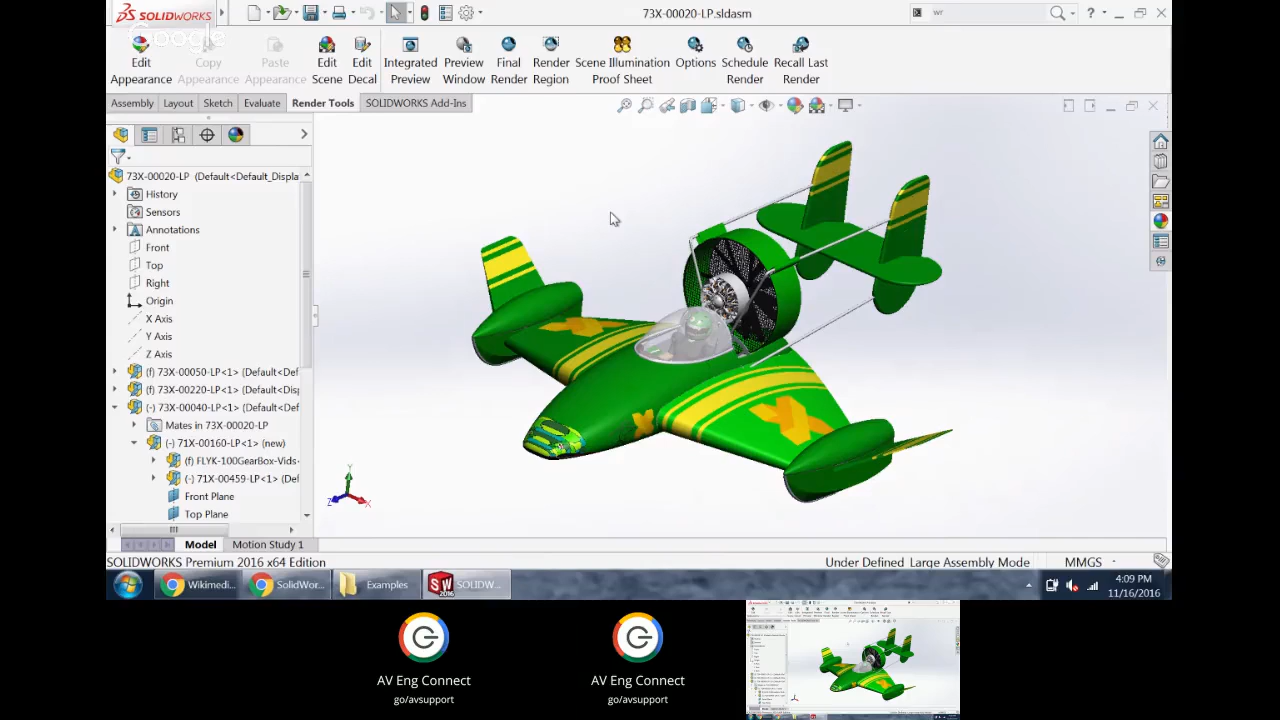 SOLIDWORKS
73X-00020-LP.sldasm
wr
Google
Edit Appearance
Copy Appearance
Paste Appearance
Edit Scene
Edit Decal
Integrated Preview
Preview Window
Final Render
Render Region
Scene Illumination Proof Sheet
Options
Schedule Render
Recall Last Render
Assembly Layout Sketch Evaluate Render Tools SOLIDWORKS Add-Ins
73X-00020-LP (Default<Default_Displa
History
Sensors
Annotations
Front
Top
Right
Origin
X Axis
Y Axis
Z Axis
(f) 73X-00050-LP<1> (Default<Def
(f) 73X-00220-LP<1> (Default<Disp
(-) 73X-00040-LP<1> (Default<Def
Mates in 73X-00020-LP
(-) 71X-00160-LP<1> (new)
(f) FLYK-100GearBox-Vids
(-) 71X-00459-LP<1> (Def
Front Plane
Top Plane
Y
Z X
Model Motion Study 1
SOLIDWORKS Premium 2016 x64 Edition Under Defined Large Assembly Mode MMGS
Wikimedi... SolidWor... Examples SOLIDW...
4:09 PM
11/16/2016
AV Eng Connect AV Eng Connect
go/avsupport go/avsupport